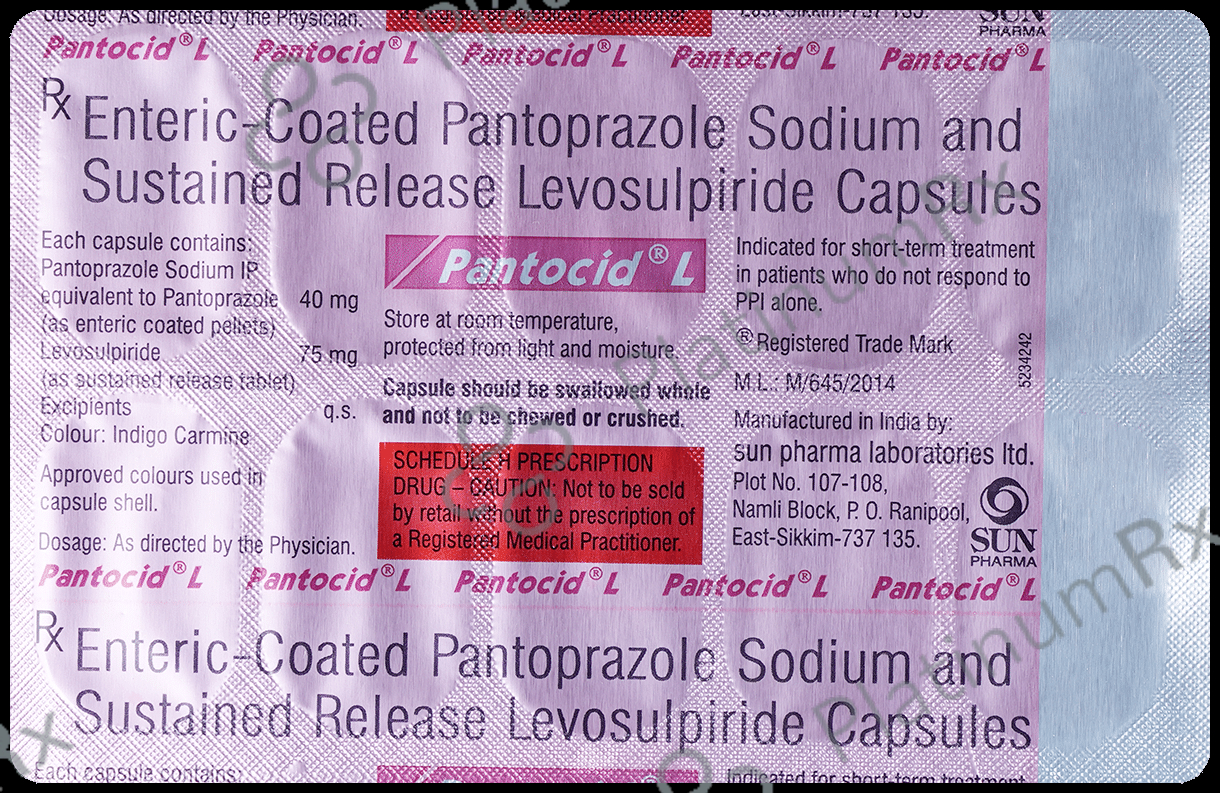 Dosage: As directed by the Physician.
SUN
PHARMA
Pantocid® L Pantocid® L Pantocid® L Pantocid® L Pantocid® L
Rx Enteric-Coated Pantoprazole Sodium and
Sustained Release Levosulpiride Capsules
Each capsule contains:
Pantoprazole Sodium IP
equivalent to Pantoprazole 40 mg
(as enteric coated pellets)
Levosulpiride 75 mg
(as sustained release tablet)
Excipients q.s.
Colour: Indigo Carmine
Approved colours used in
capsule shell.
Dosage: As directed by the Physician.
Pantocid® L
Store at room temperature,
protected from light and moisture.
Capsule should be swallowed whole
and not to be chewed or crushed.
SCHEDULE H PRESCRIPTION
DRUG – CAUTION: Not to be sold
by retail without the prescription of
a Registered Medical Practitioner.
Indicated for short-term treatment
in patients who do not respond to
PPI alone.
® Registered Trade Mark
M.L.: M/645/2014
Manufactured in India by:
sun pharma laboratories ltd.
Plot No. 107-108,
Namli Block, P. O. Ranipool,
East-Sikkim-737 135.
5234242
SUN
PHARMA
Pantocid® L Pantocid® L Pantocid® L Pantocid® L Pantocid® L
Rx Enteric-Coated Pantoprazole Sodium and
Sustained Release Levosulpiride Capsules
Each capsule contains:
Indicated for short-term treatment
PlatinumRx
PlatinumRx